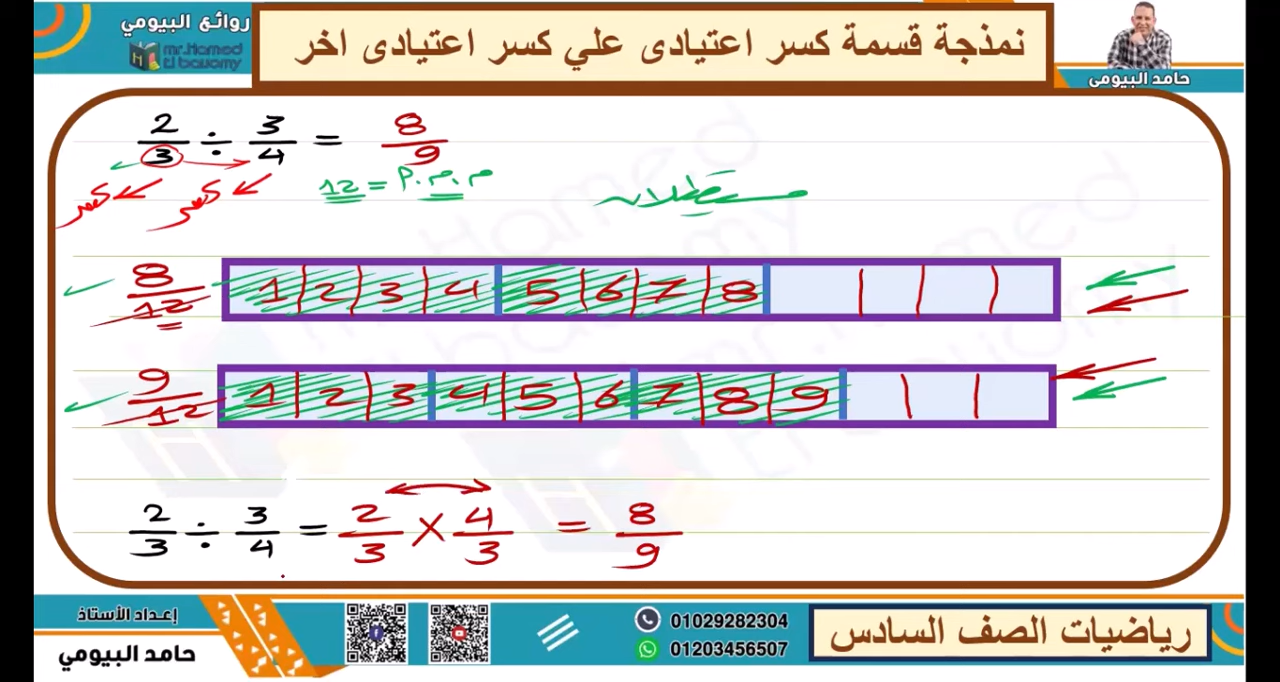 روائع البيومي
mr.Hamed
El bauomy
نمذجة قسمة كسر اعتيادى علي كسر اعتيادى اخر
حامد البيومى
2/3 ÷ 3/4 = 8/9
كسر كسر
م.م.م = 12
مستطيلان
8/12
1 2 3 4 5 6 7 8
9/12
1 2 3 4 5 6 7 8 9
2/3 ÷ 3/4 = 2/3 × 4/3 = 8/9
إعداد الأستاذ
حامد البيومي
01029282304
01203456507
رياضيات الصف السادس